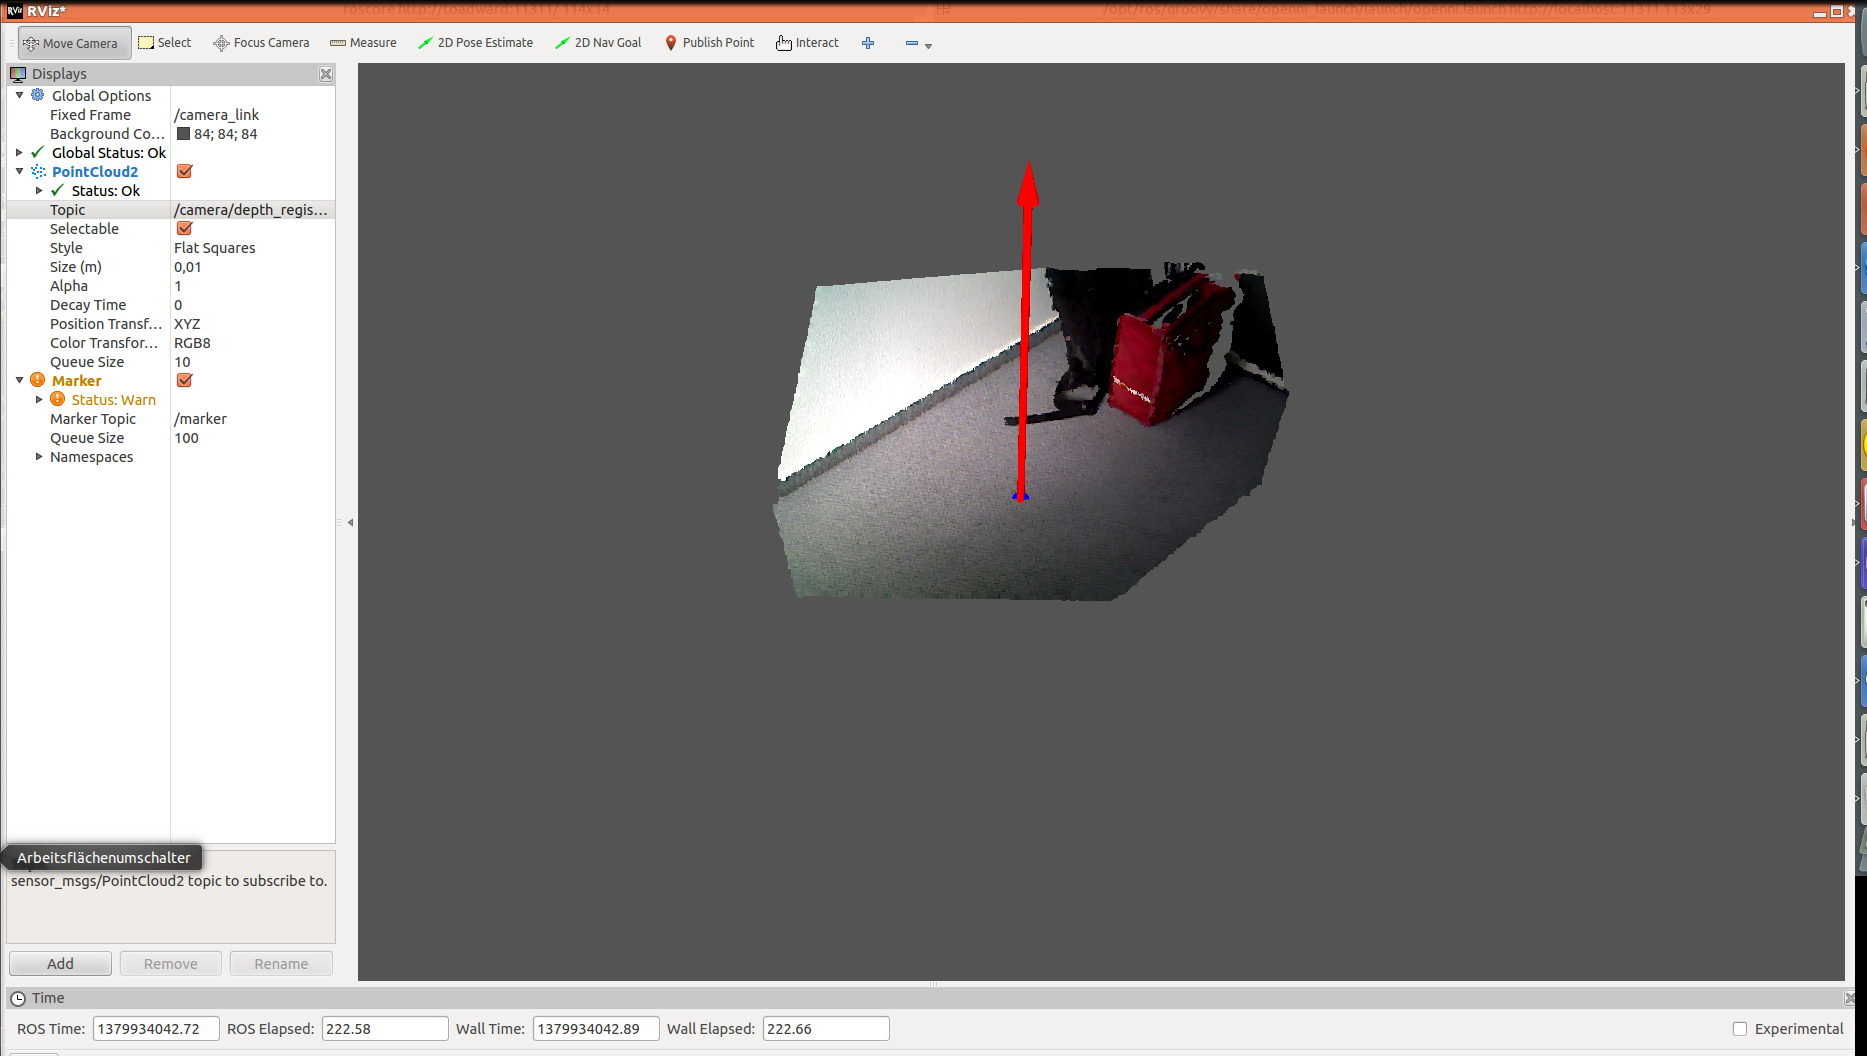 RViz*
Move Camera
Select
Focus Camera
Measure
2D Pose Estimate
2D Nav Goal
Publish Point
Interact
Displays
Global Options
Fixed Frame /camera_link
Background Co... 84; 84; 84
Global Status: Ok
PointCloud2
Status: Ok
Topic /camera/depth_regis...
Selectable
Style Flat Squares
Size (m) 0,01
Alpha 1
Decay Time 0
Position Transf... XYZ
Color Transfor... RGB8
Queue Size 10
Marker
Status: Warn
Marker Topic /marker
Queue Size 100
Namespaces
Arbeitsflächenumschalter
sensor_msgs/PointCloud2 topic to subscribe to.
Add Remove Rename
Time
ROS Time: 1379934042.72 ROS Elapsed: 222.58 Wall Time: 1379934042.89 Wall Elapsed: 222.66 Experimental